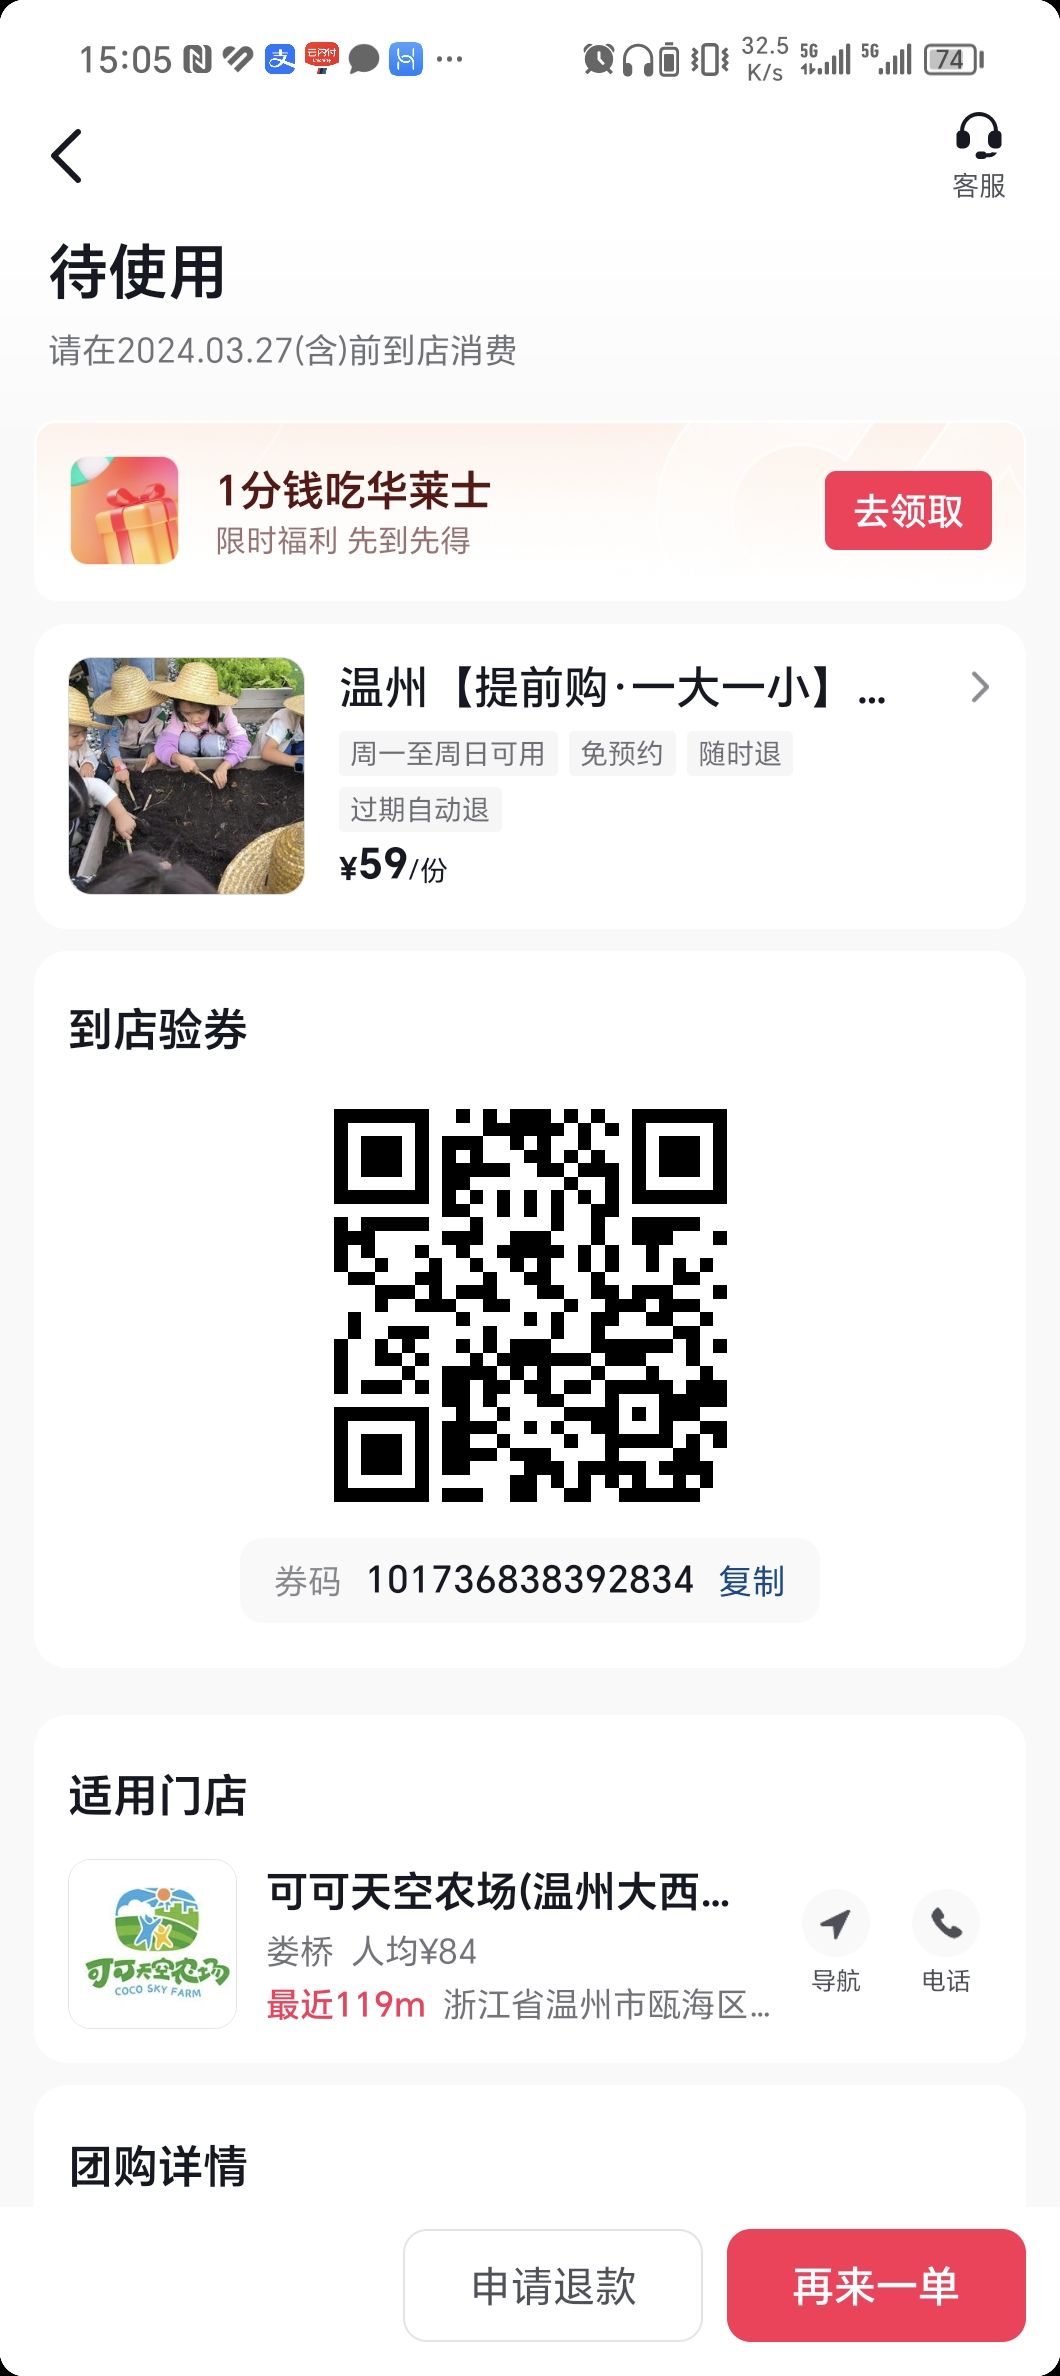 15:05
32.5
K/s
5G
5G
74
客服
待使用
请在2024.03.27(含)前到店消费
1分钱吃华莱士
限时福利 先到先得
去领取
温州【提前购·一大一小】...
周一至周日可用 免预约 随时退
过期自动退
¥59/份
到店验券
券码 101736838392834 复制
适用门店
可可天空农场
COCO SKY FARM
可可天空农场(温州大西...
娄桥 人均¥84
最近119m 浙江省温州市瓯海区...
导航
电话
团购详情
申请退款
再来一单